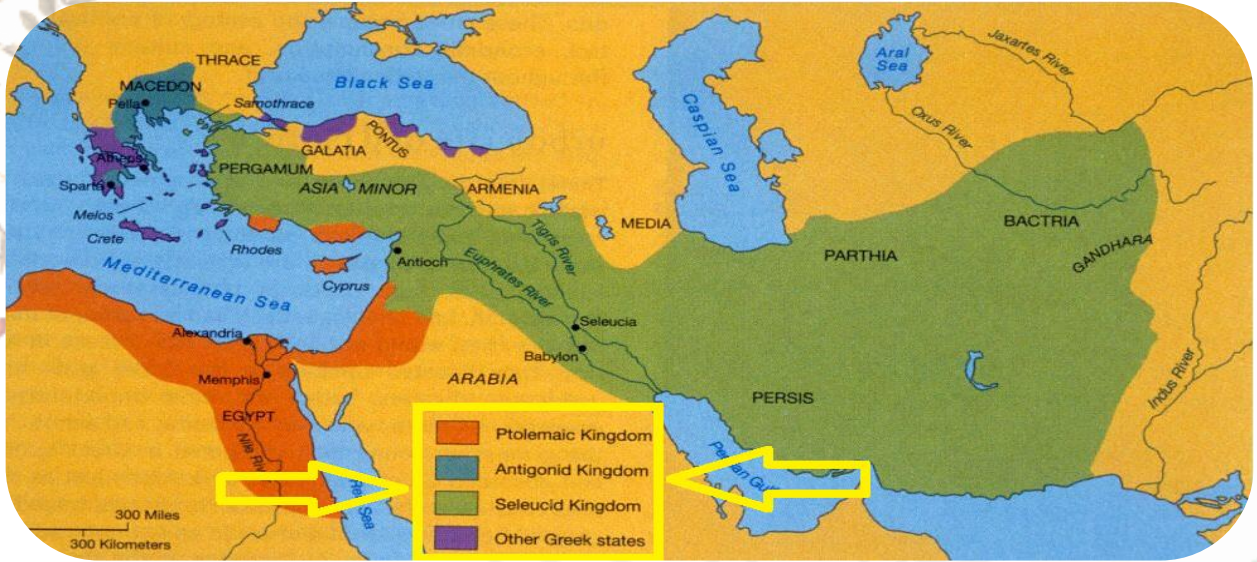 THRACE
MACEDON
Pella
Samothrace
Black Sea
Aral
Sea
Jaxartes River
Oxus River
Caspian Sea
PONTUS
GALATIA
PERGAMUM
ASIA MINOR
ARMENIA
Athens
Sparta
Melos
Crete
Rhodes
MEDIA
Tigris River
BACTRIA
GANDHARA
PARTHIA
Antioch
Euphrates River
Cyprus
Mediterranean Sea
Alexandria
Seleucia
Babylon
Memphis
ARABIA
PERSIS
Indus River
EGYPT
Nile
Red Sea
Persian
Ptolemaic Kingdom
Antigonid Kingdom
Seleucid Kingdom
Other Greek states
300 Miles
300 Kilometers